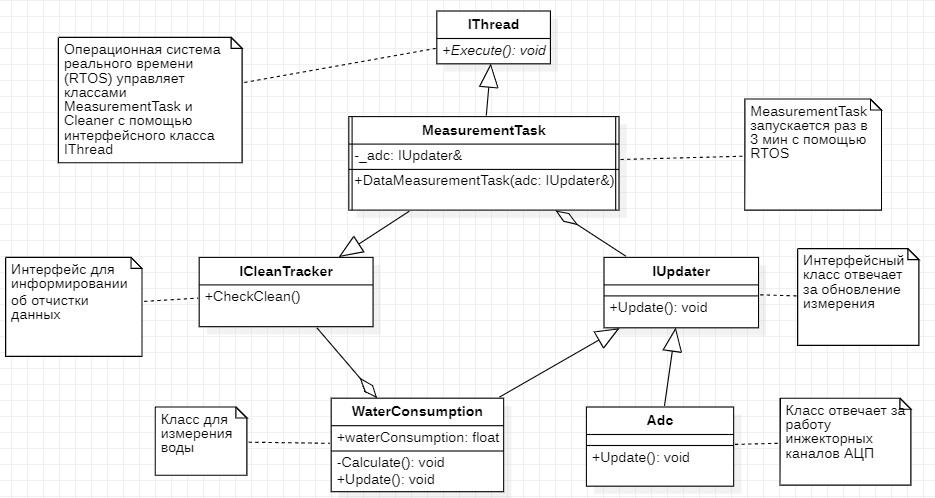 IThread
+Execute(): void
Операционная система
реального времени
(RTOS) управляет
классами
MeasurementTask и
Cleaner с помощью
интерфейсного класса
IThread
MeasurementTask
-_adc: IUpdater&
+DataMeasurementTask(adc: IUpdater&)
MeasurementTask
запускается раз в
3 мин с помощью
RTOS
Интерфейс для
информировании
об отчистки
данных
ICleanTracker
+CheckClean()
IUpdater
+Update(): void
Интерфейсный
класс отвечает
за обновление
измерения
Класс для
измерения
воды
WaterConsumption
+waterConsumption: float
-Calculate(): void
+Update(): void
Adc
+Update(): void
Класс отвечает за
работу
инжекторных
каналов АЦП